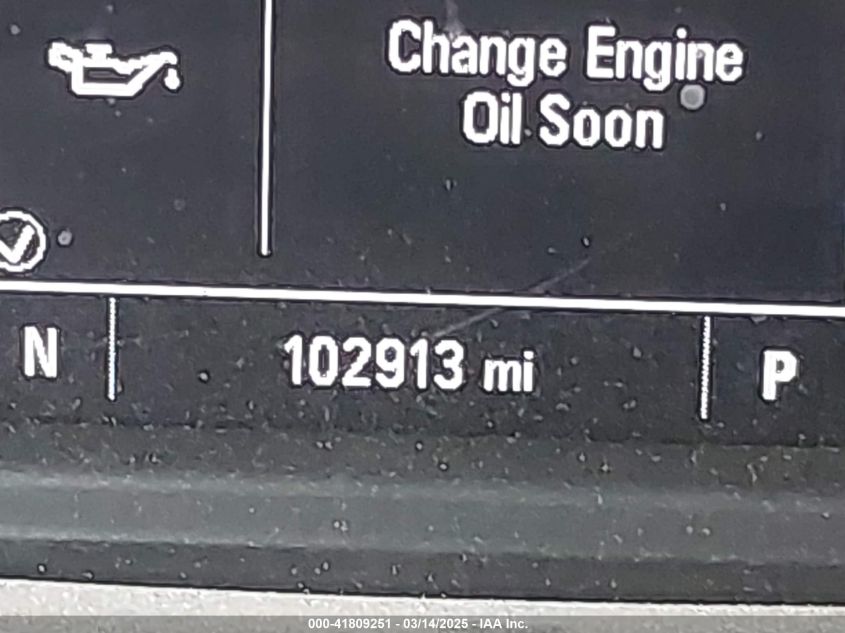 Change Engine
Oil Soon
N
102913 mi
P
000-41809251 - 03/14/2025 - IAA Inc.